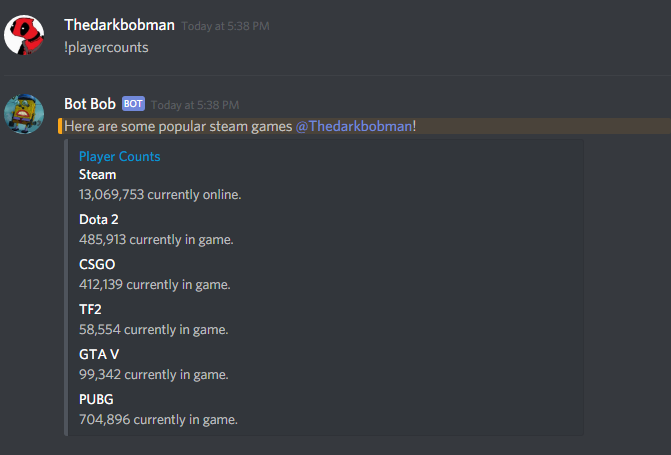 Thedarkbobman Today at 5:38 PM
!playercounts
Bot Bob BOT Today at 5:38 PM
Here are some popular steam games @Thedarkbobman!
Player Counts
Steam
13,069,753 currently online.
Dota 2
485,913 currently in game.
CSGO
412,139 currently in game.
TF2
58,554 currently in game.
GTA V
99,342 currently in game.
PUBG
704,896 currently in game.